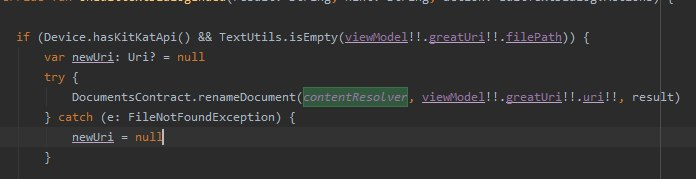 if (Device.hasKitKatApi() && TextUtils.isEmpty(viewModel!!.greatUri!!.filePath)) {
var newUri: Uri? = null
try {
DocumentsContract.renameDocument(contentResolver, viewModel!!.greatUri!!.uri!!, result)
} catch (e: FileNotFoundException) {
newUri = null
}